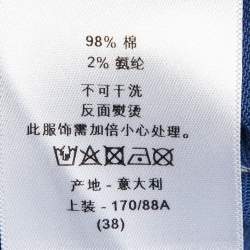 98% 棉
2% 氨纶
不可干洗
反面熨烫
此服饰需加倍小心处理。
产地 - 意大利
上装 - 170/88A
(38)